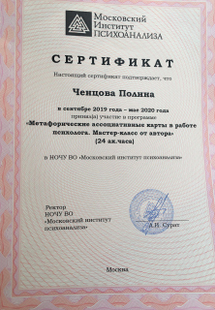 Московский
Институт
ПСИХОАНАЛИЗА
СЕРТИФИКАТ
Настоящий сертификат подтверждает, что
Ченцова Полина
в сентябре 2019 года – мае 2020 года
принял(а) участие в программе
«Метафорические ассоциативные карты в работе
психолога. Мастер-класс от автора»
(24 ак.часа)
в НОЧУ ВО «Московский институт психоанализа»
Ректор
НОЧУ ВО
«Московский институт
психоанализа»
Л.И. Сурат
Москва